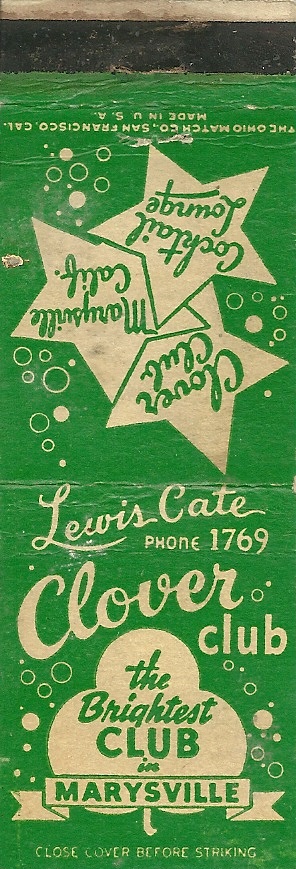 THE OHIO MATCH CO., SAN FRANCISCO, CAL.
MADE IN U.S.A.
Cocktail
Lounge
Marysville
Calif.
Clover
Club
Lewis Cate
PHONE 1769
Clover
club
the
Brightest
CLUB
in
MARYSVILLE
CLOSE COVER BEFORE STRIKING